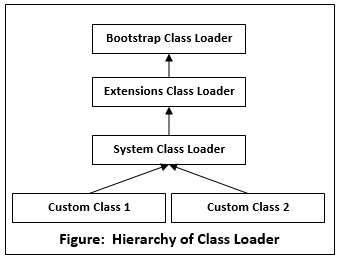 Bootstrap Class Loader
Extensions Class Loader
System Class Loader
Custom Class 1
Custom Class 2
Figure: Hierarchy of Class Loader